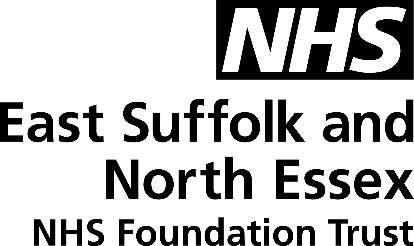 NHS
East Suffolk and
North Essex
NHS Foundation Trust